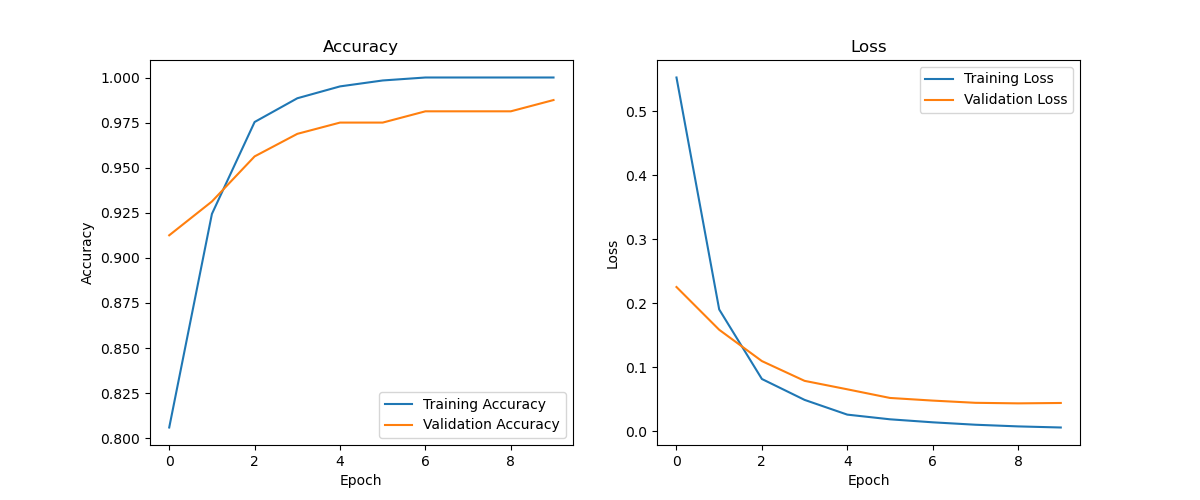 Accuracy
1.000
0.975
0.950
0.925
0.900
0.875
0.850
0.825
0.800
Accuracy
0 2 4 6 8
Epoch
Training Accuracy
Validation Accuracy
Loss
0.5
0.4
0.3
0.2
0.1
0.0
Loss
0 2 4 6 8
Epoch
Training Loss
Validation Loss